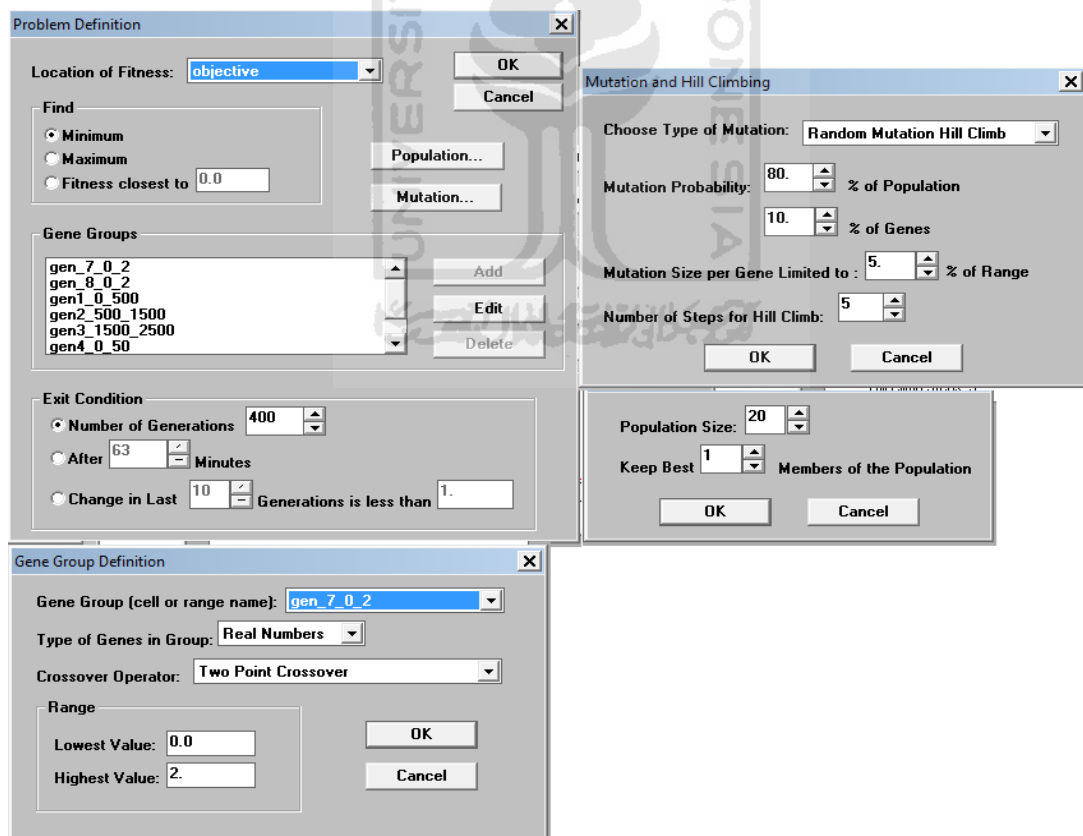 Problem Definition
Location of Fitness: objective
OK
Cancel
Find
Minimum
Maximum
Fitness closest to 0.0
Population...
Mutation...
Gene Groups
gen_7_0_2
gen_8_0_2
gen1_0_500
gen2_500_1500
gen3_1500_2500
gen4_0_50
Add
Edit
Delete
Exit Condition
Number of Generations 400
After 63 Minutes
Change in Last 10 Generations is less than 1.
Mutation and Hill Climbing
Choose Type of Mutation: Random Mutation Hill Climb
Mutation Probability: 80. % of Population
10. % of Genes
Mutation Size per Gene Limited to : 5. % of Range
Number of Steps for Hill Climb: 5
OK
Cancel
Population Size: 20
Keep Best 1 Members of the Population
OK
Cancel
Gene Group Definition
Gene Group (cell or range name): gen_7_0_2
Type of Genes in Group: Real Numbers
Crossover Operator: Two Point Crossover
Range
Lowest Value: 0.0
Highest Value: 2.
OK
Cancel